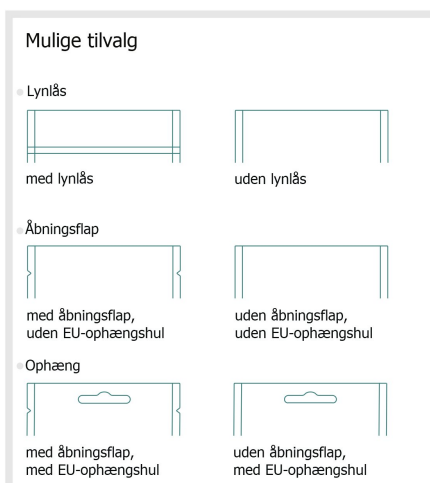 Mulige tilvalg
Lynlås
med lynlås
uden lynlås
Åbningsflap
med åbningsflap,
uden EU-ophængshul
uden åbningsflap,
uden EU-ophængshul
Ophæng
med åbningsflap,
med EU-ophængshul
uden åbningsflap,
med EU-ophængshul